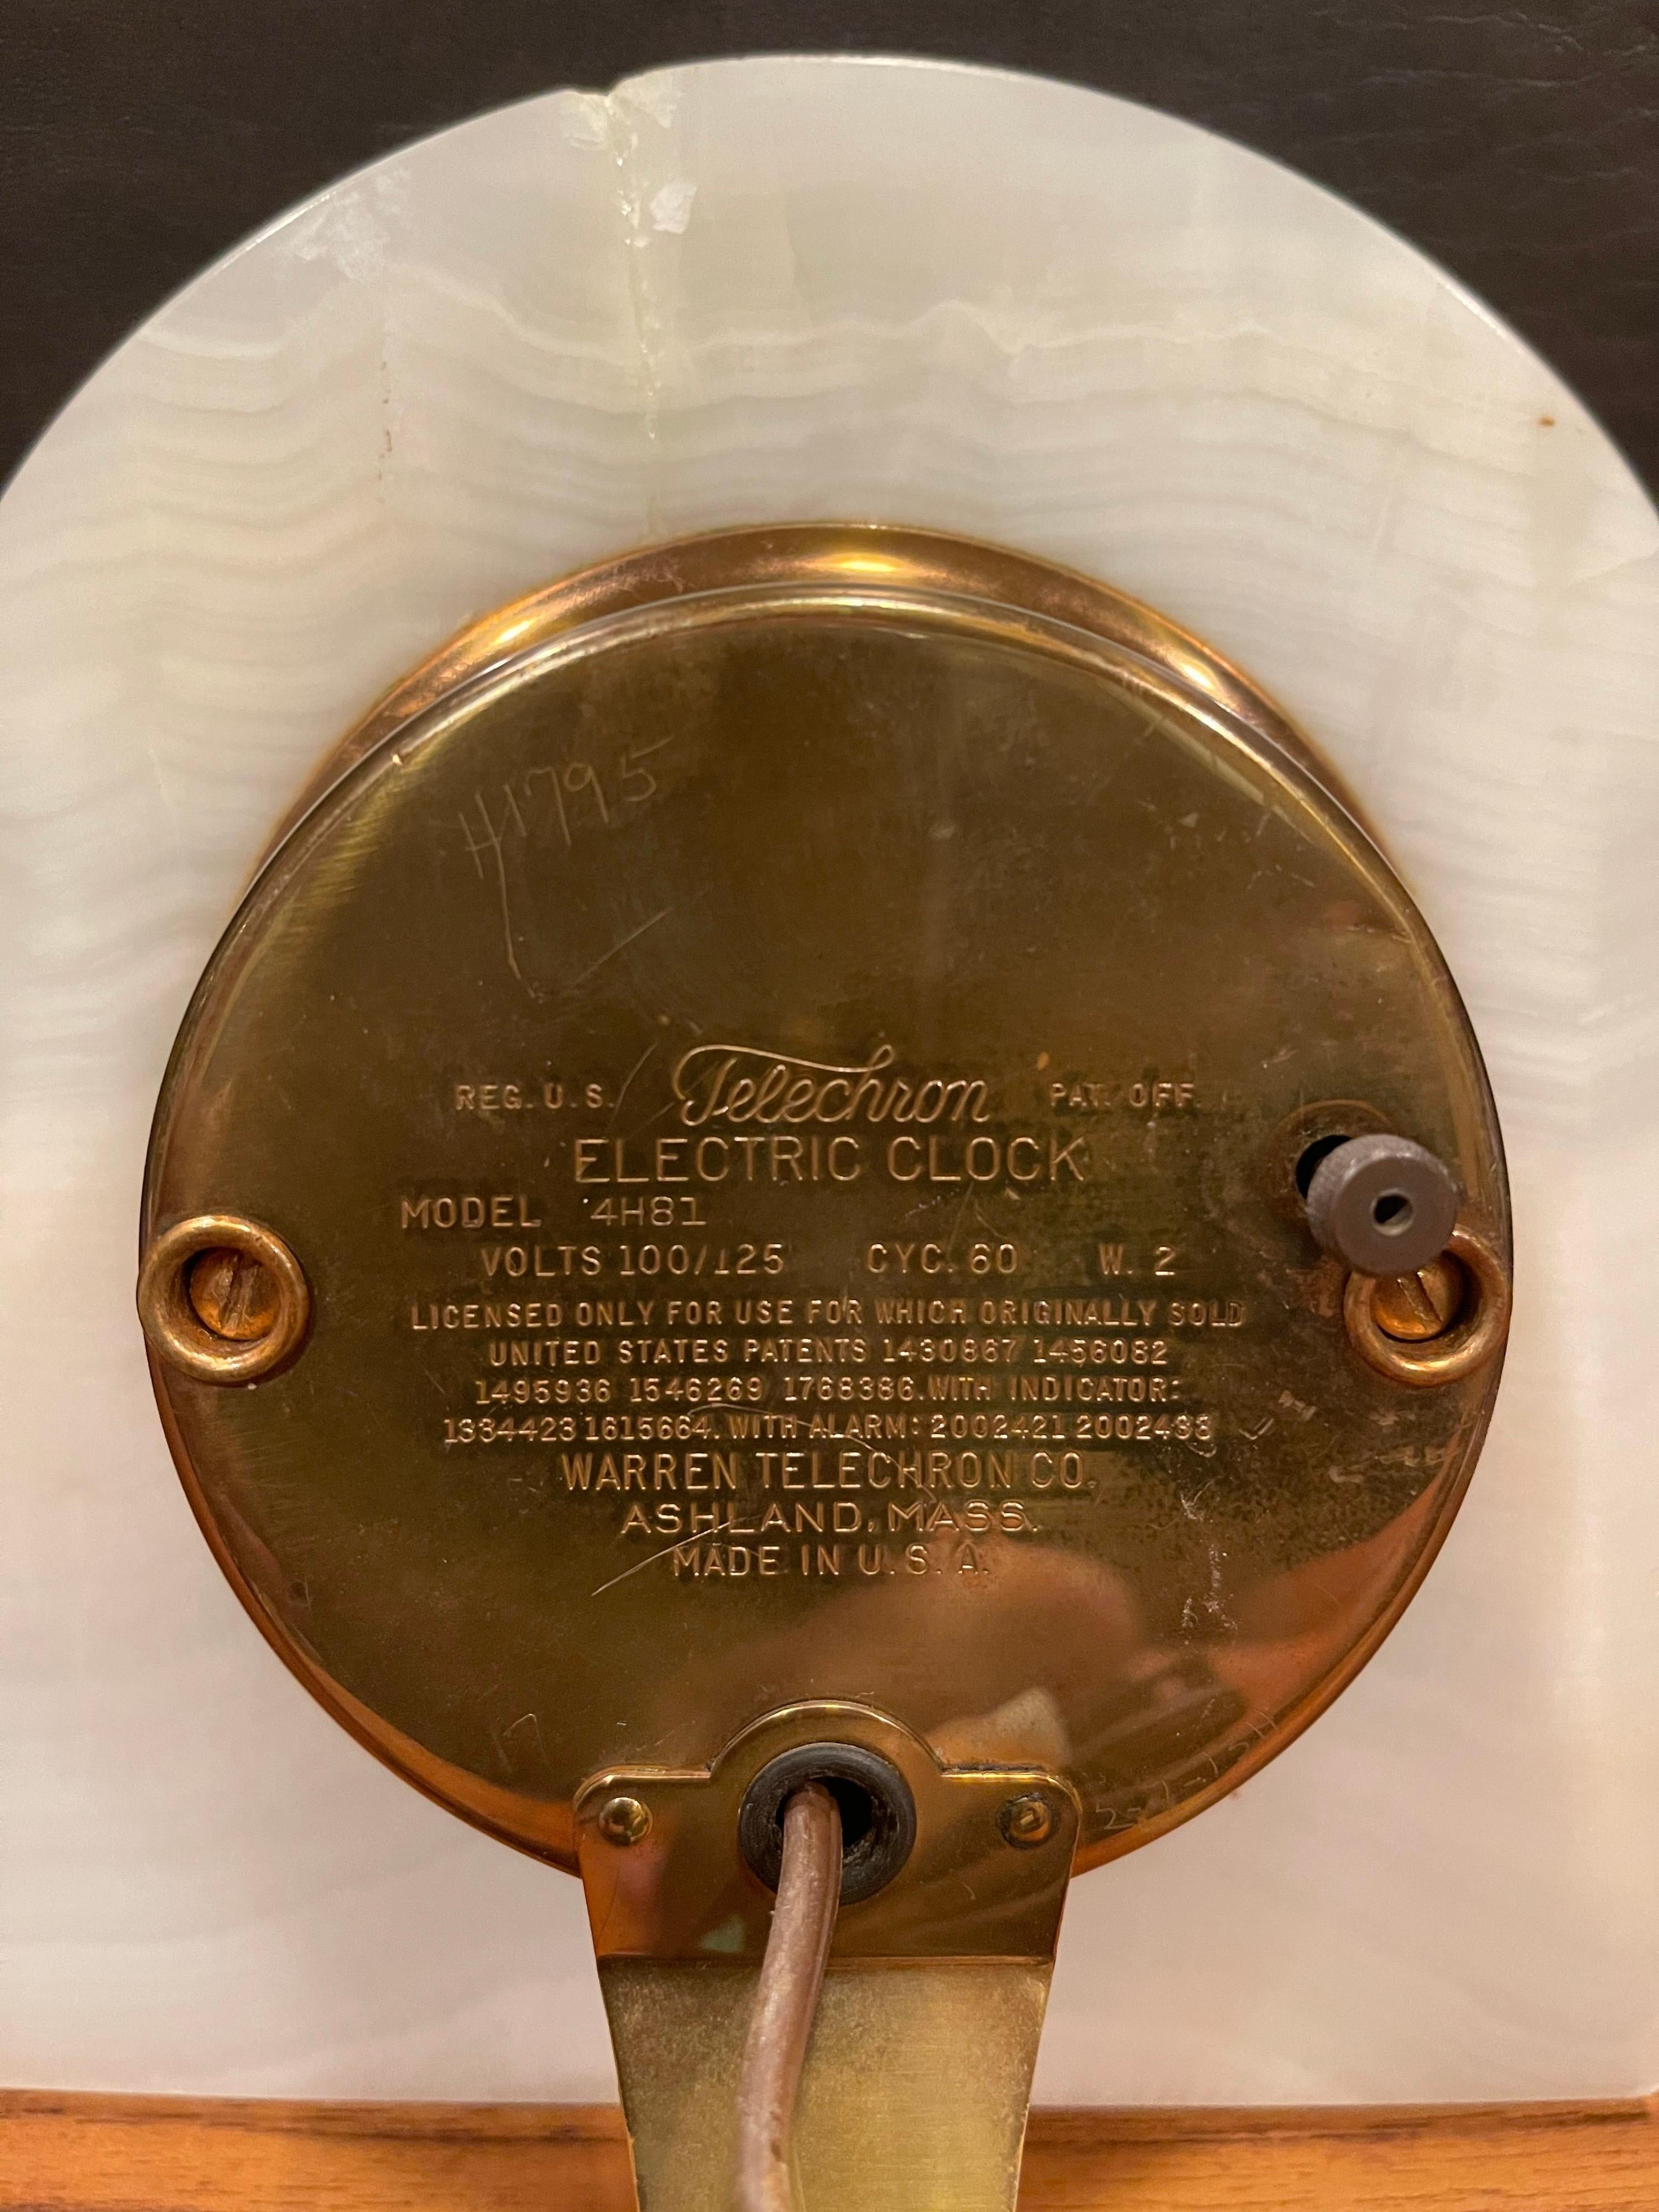 H1795
REG. U. S. Telechron PAT. OFF.
ELECTRIC CLOCK
MODEL 4H81
VOLTS 100/125 CYC. 60 W. 2
LICENSED ONLY FOR USE FOR WHICH ORIGINALLY SOLD
UNITED STATES PATENTS 1430867 1456082
1495936 1546269 1768386. WITH INDICATOR:
1334423 1615664. WITH ALARM: 2002421 2002433
WARREN TELECHRON CO.
ASHLAND, MASS.
MADE IN U. S. A.
17